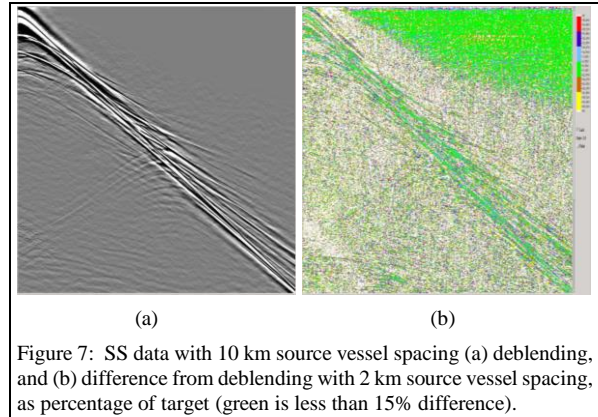 (a)
(b)
Figure 7: SS data with 10 km source vessel spacing (a) deblending,
and (b) difference from deblending with 2 km source vessel spacing,
as percentage of target (green is less than 15% difference).